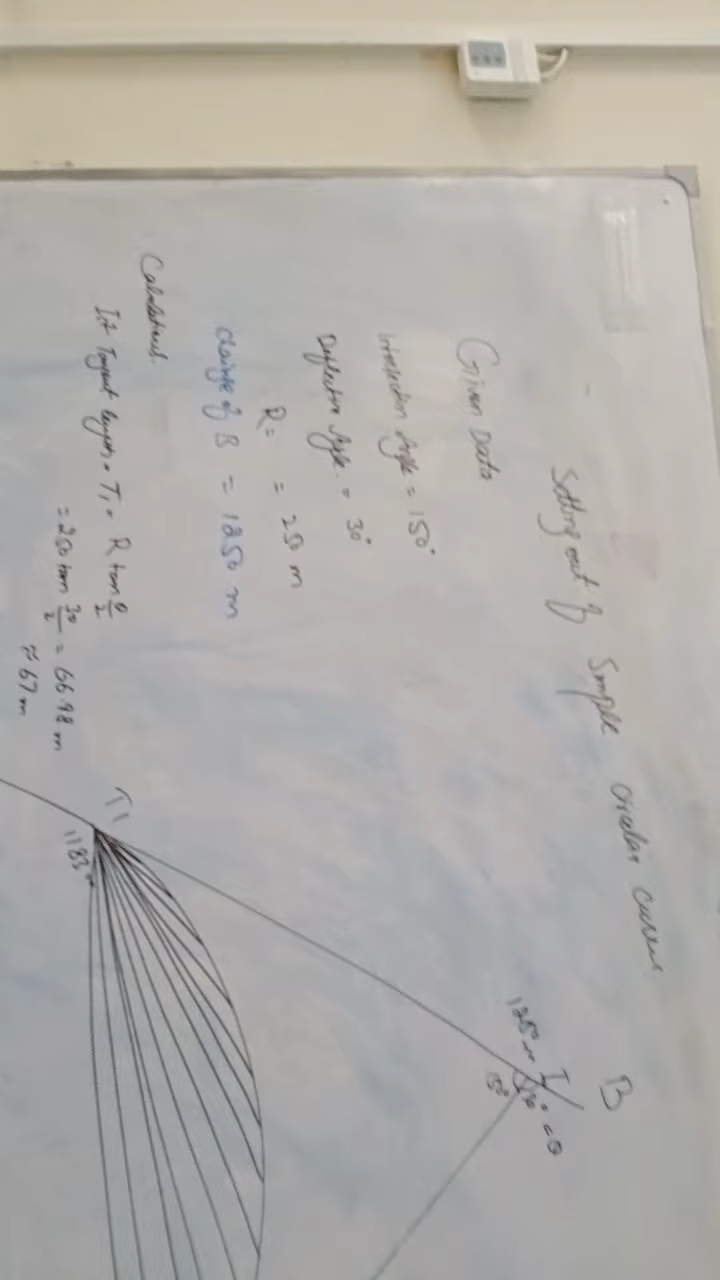 Setting out of Simple circular curve
Given Data
Intersection Angle = 150°
Deflection Angle = 30°
R = = 250 m
Chainage of B = 1250 m
Calculations.
1st Tangent length = T1 = R tan θ/2
= 250 tan 30/2 = 66.98 m
≈ 67 m
B
1250 m I
150° 30° = θ
T1
1183 m